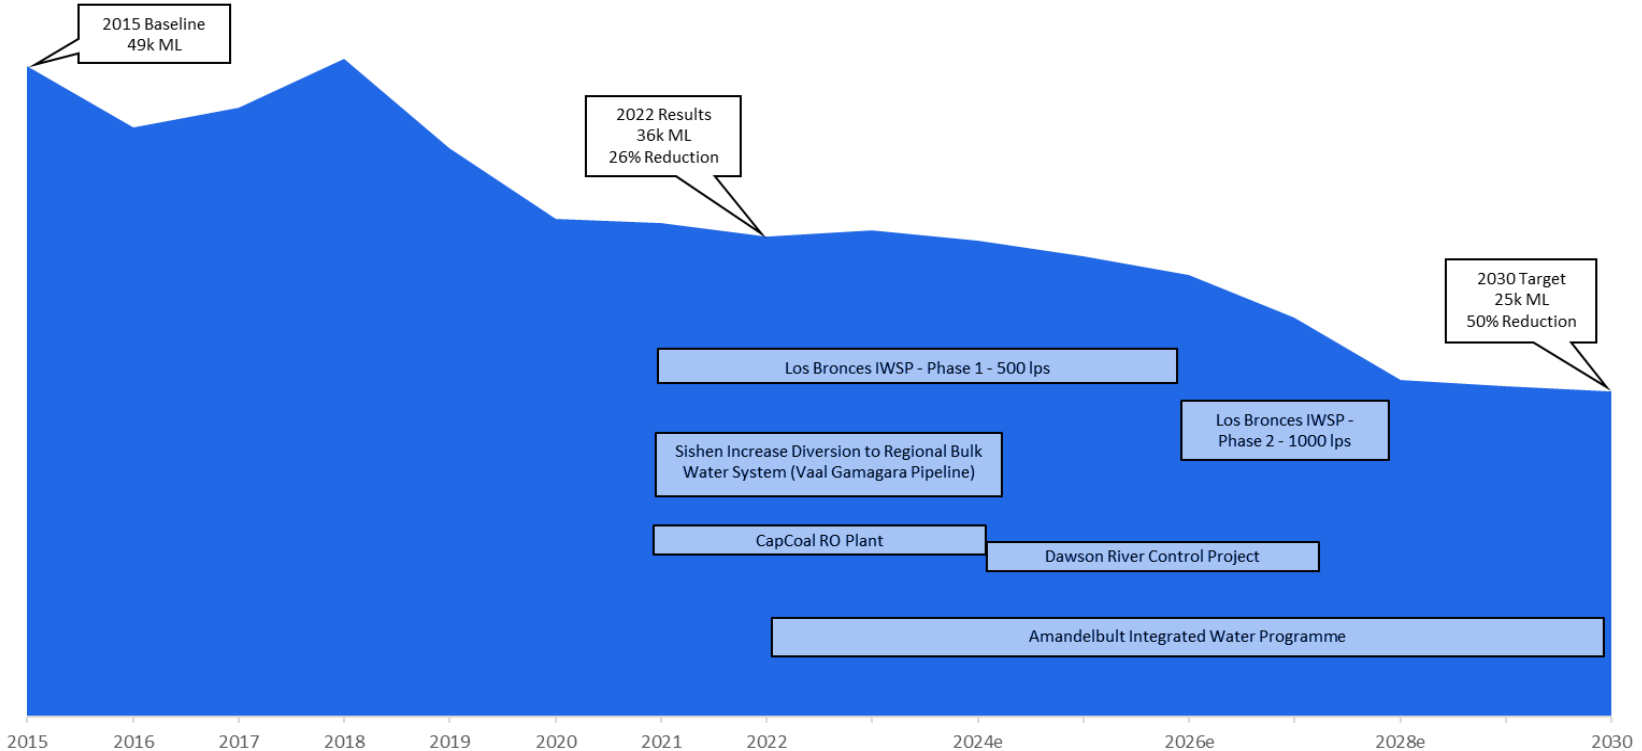 2015 Baseline
49k ML
2022 Results
36k ML
26% Reduction
2030 Target
25k ML
50% Reduction
Los Bronces IWSP - Phase 1 - 500 lps
Los Bronces IWSP -
Phase 2 - 1000 lps
Sishen Increase Diversion to Regional Bulk
Water System (Vaal Gamagara Pipeline)
CapCoal RO Plant
Dawson River Control Project
Amandelbult Integrated Water Programme
2015 2016 2017 2018 2019 2020 2021 2022 2024e 2026e 2028e 2030